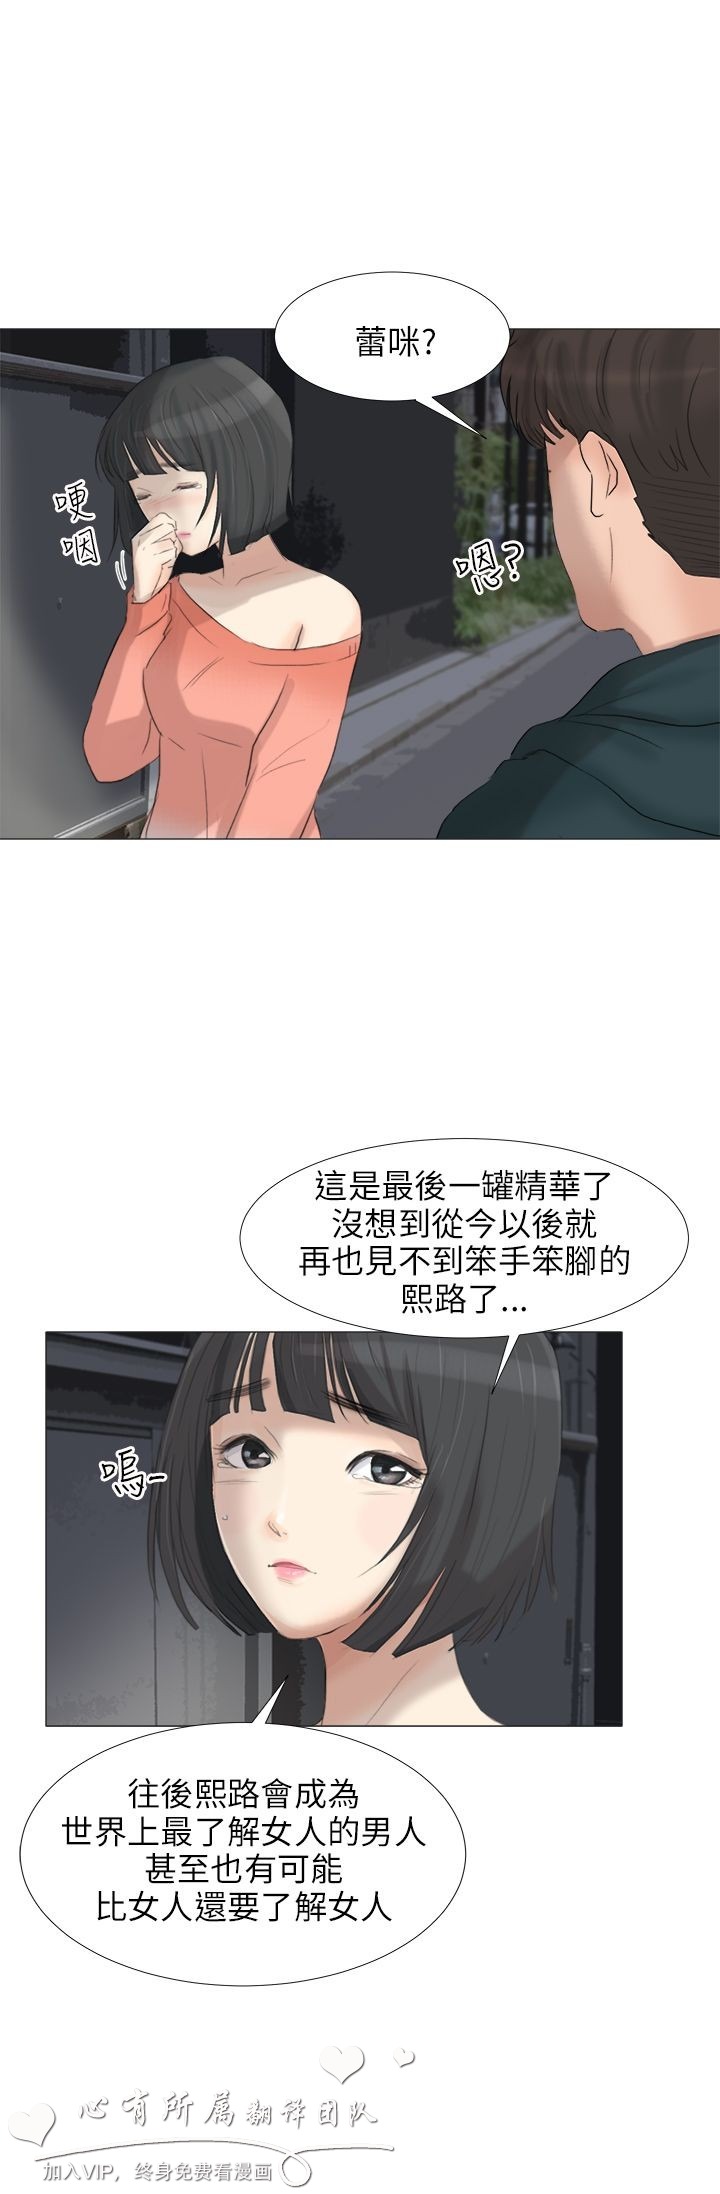 蕾咪?
哽咽
嗯?
這是最後一罐精華了
沒想到從今以後就
再也見不到笨手笨腳的
熙路了...
嗚-
往後熙路會成為
世界上最了解女人的男人
甚至也有可能
比女人還要了解女人
心有所属翻译团队
加入VIP，终身免费看漫画